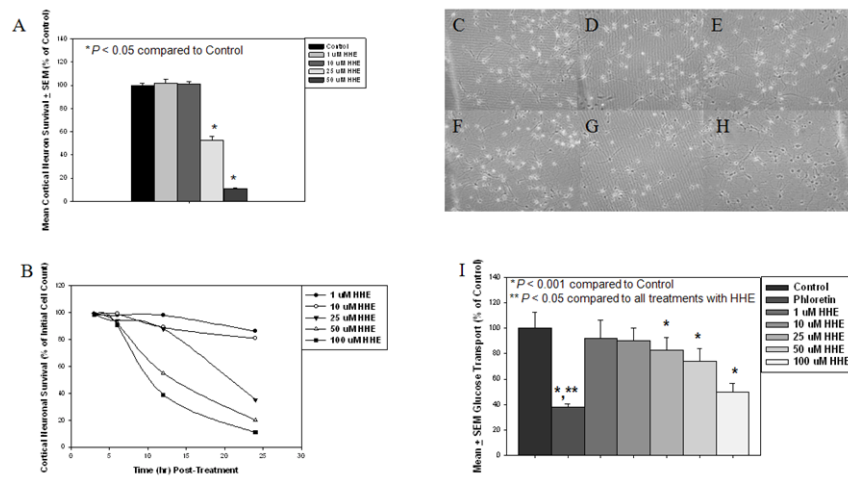 A
Mean Cortical Neuron Survival ± SEM (% of Control)
140
120
100
80
60
40
20
0
*P < 0.05 compared to Control
*
*
Control
1 uM HHE
10 uM HHE
25 uM HHE
50 uM HHE
C
D
E
F
G
H
B
Cortical Neuronal Survival (% of Initial Cell Count)
120
100
80
60
40
20
0
0 5 10 15 20 25 30
Time (hr) Post-Treatment
1 uM HHE
10 uM HHE
25 uM HHE
50 uM HHE
100 uM HHE
I
Mean ± SEM Glucose Transport (% of Control)
140
120
100
80
60
40
20
0
*P < 0.001 compared to Control
**P < 0.05 compared to all treatments with HHE
*,**
*
*
*
Control
Phloretin
1 uM HHE
10 uM HHE
25 uM HHE
50 uM HHE
100 uM HHE